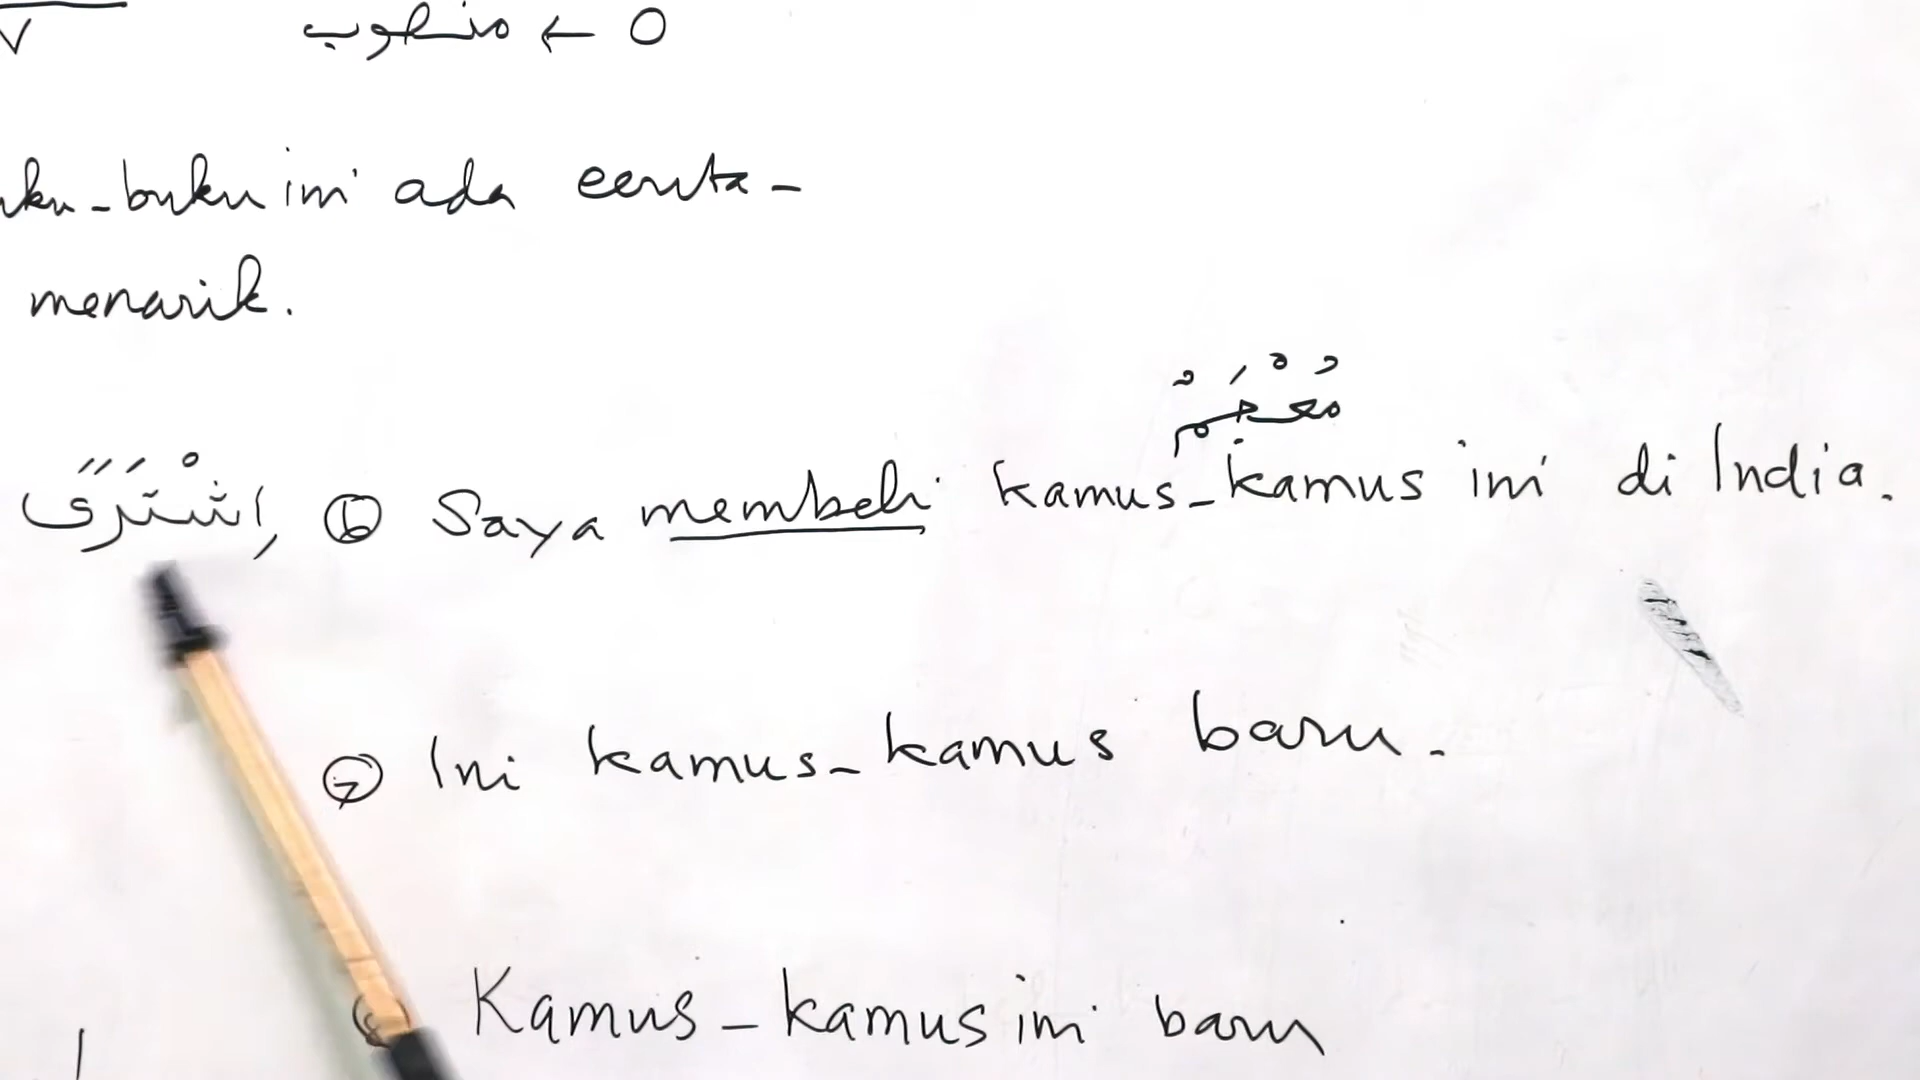 منصوب ← ○
uku-buku ini ada cerita-
menarik.
مُعْجَمٌ
اِشْتَرَى ⑥ Saya membeli kamus-kamus ini di India.
⑦ Ini kamus-kamus baru.
Kamus-kamus ini baru